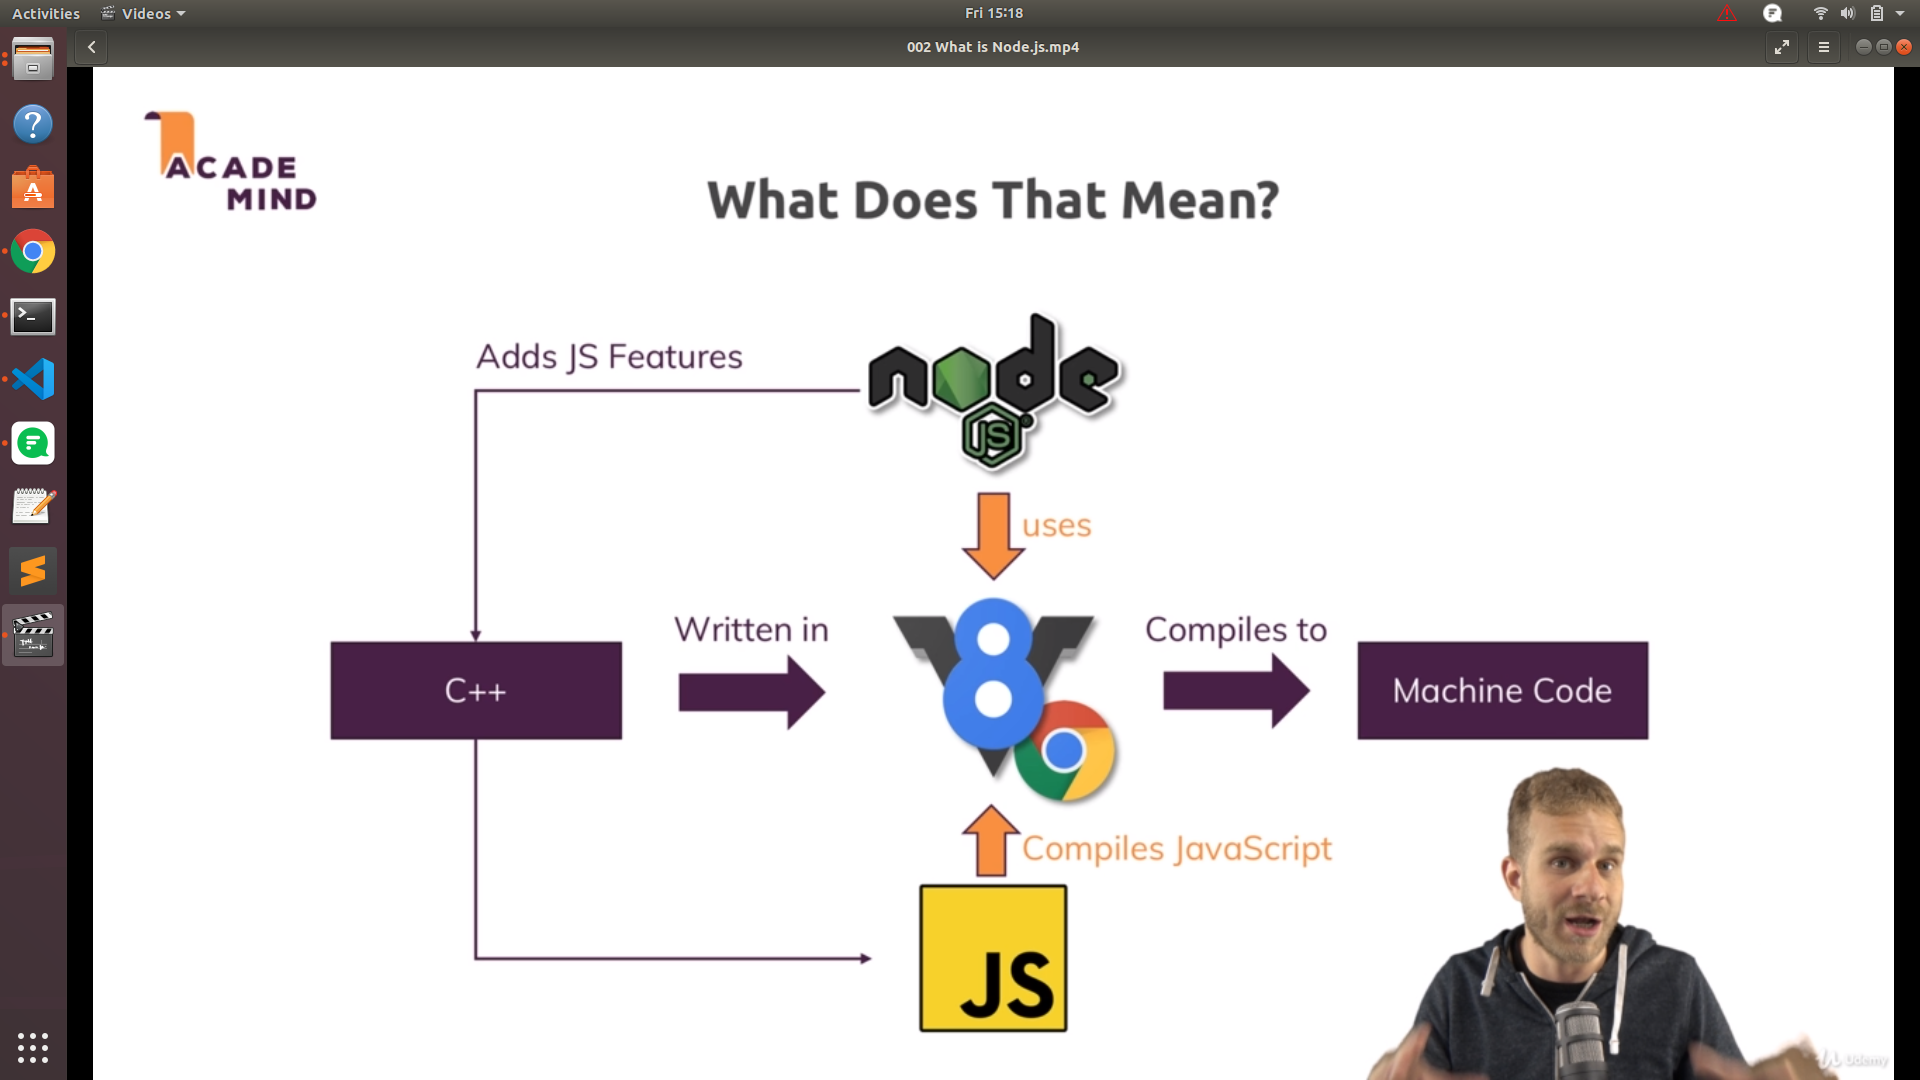 Activities
Videos
Fri 15:18
002 What is Node.js.mp4
ACADE
MIND
What Does That Mean?
Adds JS Features
node
JS
uses
Written in
Compiles to
C++
V8
Machine Code
Compiles JavaScript
JS
Udemy